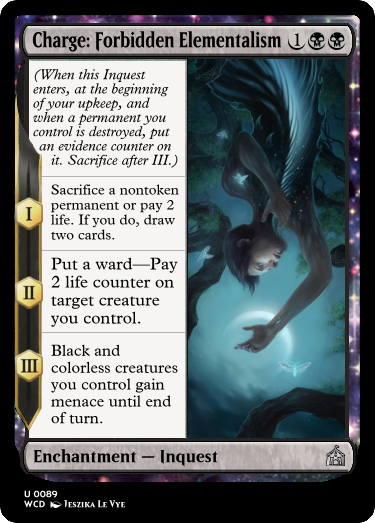 Charge: Forbidden Elementalism 1
(When this Inquest
enters, at the beginning
of your upkeep, and
when a permanent you
control is destroyed, put
an evidence counter on
it. Sacrifice after III.)
I
Sacrifice a nontoken
permanent or pay 2
life. If you do, draw
two cards.
II
Put a ward—Pay
2 life counter on
target creature
you control.
III
Black and
colorless creatures
you control gain
menace until end
of turn.
Enchantment — Inquest
U 0089
WCD Jeszika Le Vye